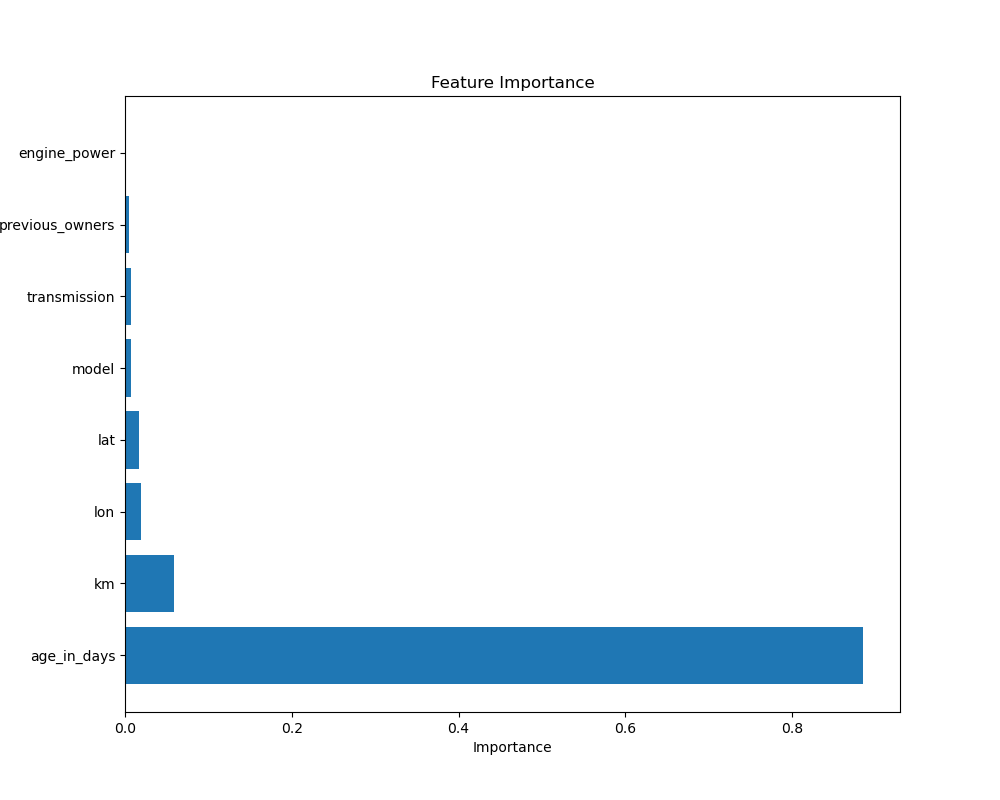 Feature Importance
engine_power
previous_owners
transmission
model
lat
lon
km
age_in_days
0.0 0.2 0.4 0.6 0.8
Importance